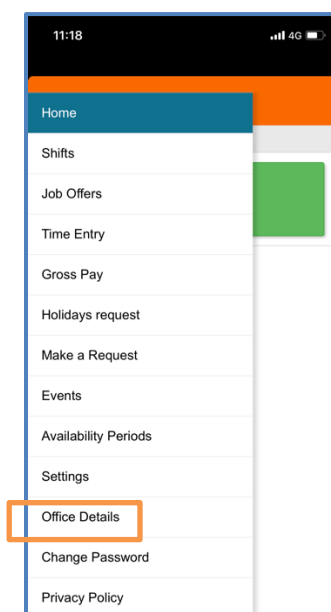 11:18 4G
Home
Shifts
Job Offers
Time Entry
Gross Pay
Holidays request
Make a Request
Events
Availability Periods
Settings
Office Details
Change Password
Privacy Policy